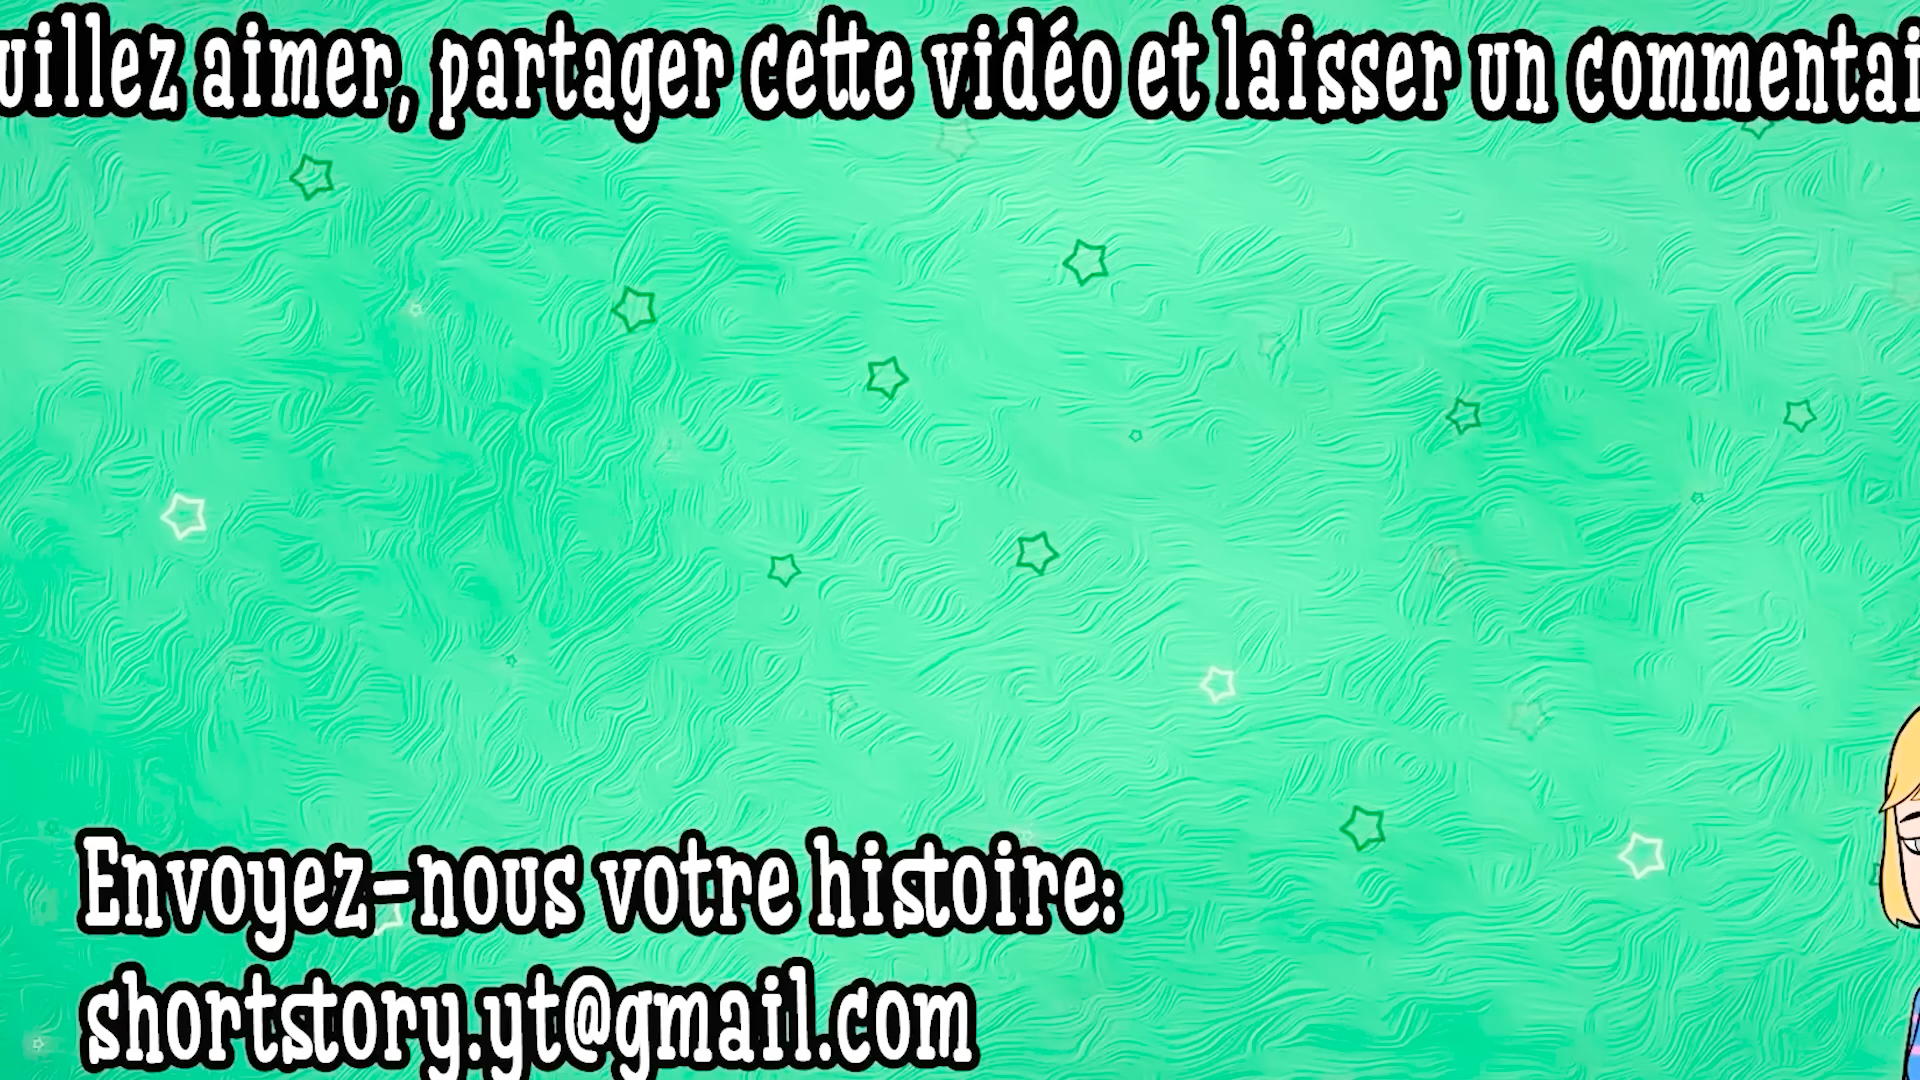 uillez aimer, partager cette vidéo et laisser un commentai
Envoyez-nous votre histoire:
shortstory.yt@gmail.com